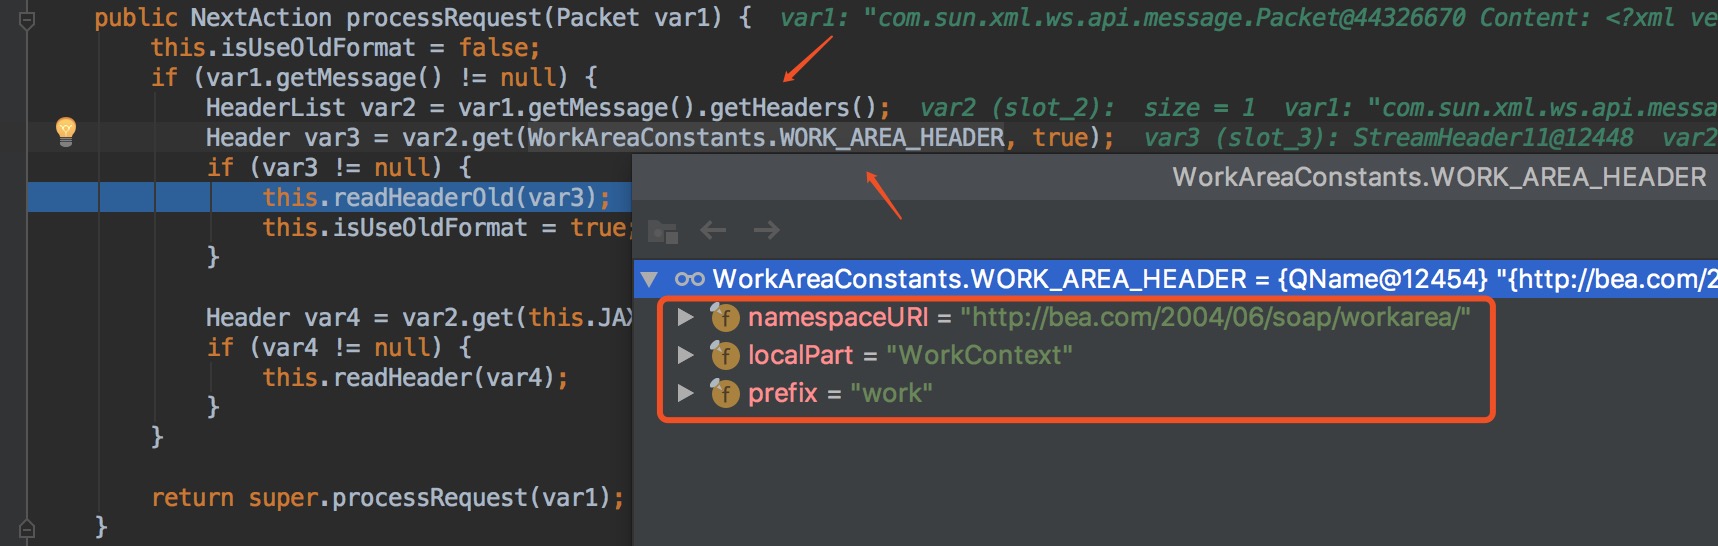 public NextAction processRequest(Packet var1) {  var1: "com.sun.xml.ws.api.message.Packet@44326670 Content: <?xml ve
this.isUseOldFormat = false;
if (var1.getMessage() != null) {
HeaderList var2 = var1.getMessage().getHeaders();  var2 (slot_2):  size = 1  var1: "com.sun.xml.ws.api.messa
Header var3 = var2.get(WorkAreaConstants.WORK_AREA_HEADER, true);  var3 (slot_3): StreamHeader11@12448  var2
if (var3 != null) {
WorkAreaConstants.WORK_AREA_HEADER
this.readHeaderOld(var3);
this.isUseOldFormat = true;
}
WorkAreaConstants.WORK_AREA_HEADER = {QName@12454} "{http://bea.com/2
Header var4 = var2.get(this.JAX
namespaceURI = "http://bea.com/2004/06/soap/workarea/"
if (var4 != null) {
localPart = "WorkContext"
this.readHeader(var4);
prefix = "work"
}
}
return super.processRequest(var1);
}